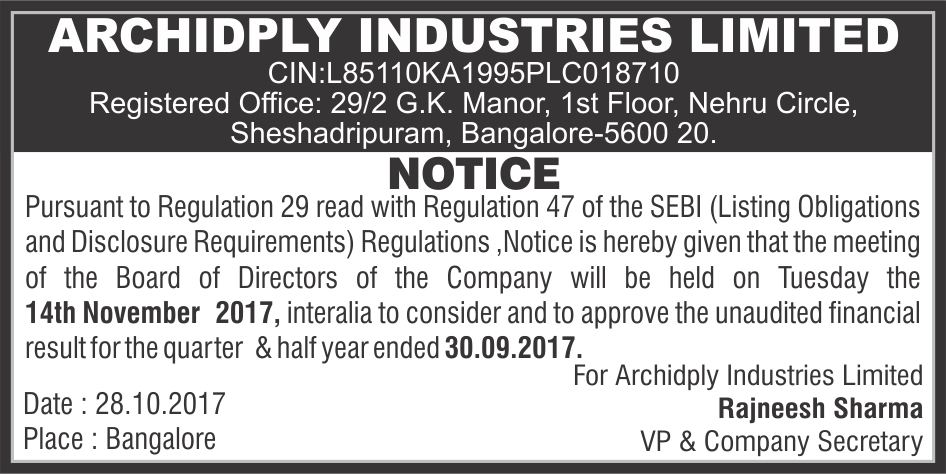 ARCHIDPLY INDUSTRIES LIMITED
CIN:L85110KA1995PLC018710
Registered Office: 29/2 G.K. Manor, 1st Floor, Nehru Circle,
Sheshadripuram, Bangalore-5600 20.
NOTICE
Pursuant to Regulation 29 read with Regulation 47 of the SEBI (Listing Obligations
and Disclosure Requirements) Regulations ,Notice is hereby given that the meeting
of the Board of Directors of the Company will be held on Tuesday the
14th November 2017, interalia to consider and to approve the unaudited financial
result for the quarter & half year ended 30.09.2017.
For Archidply Industries Limited
Date : 28.10.2017
Rajneesh Sharma
Place : Bangalore
VP & Company Secretary